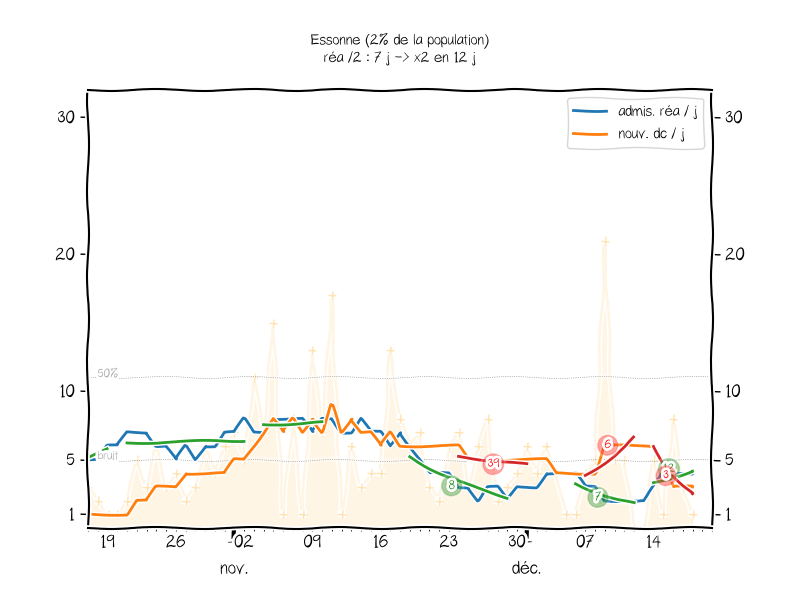 Essonne (2% de la population)
réa /2 : 7 j -> x2 en 12 j
admis. réa / j
nouv. dc / j
30
30
20
20
50%
10
10
bruit
5
5
6
39
8
7
12
3
1
1
19 26 02 09 16 23 30 07 14
nov. déc.